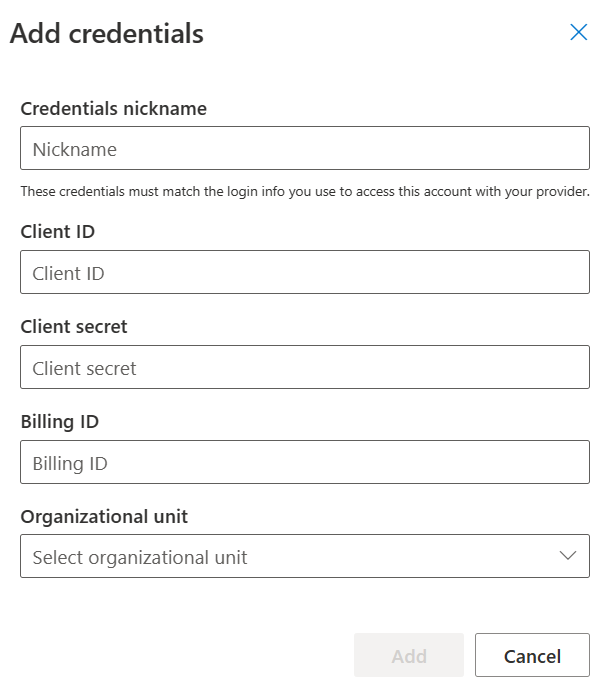 Add credentials
Credentials nickname
Nickname
These credentials must match the login info you use to access this account with your provider.
Client ID
Client ID
Client secret
Client secret
Billing ID
Billing ID
Organizational unit
Select organizational unit
Add
Cancel